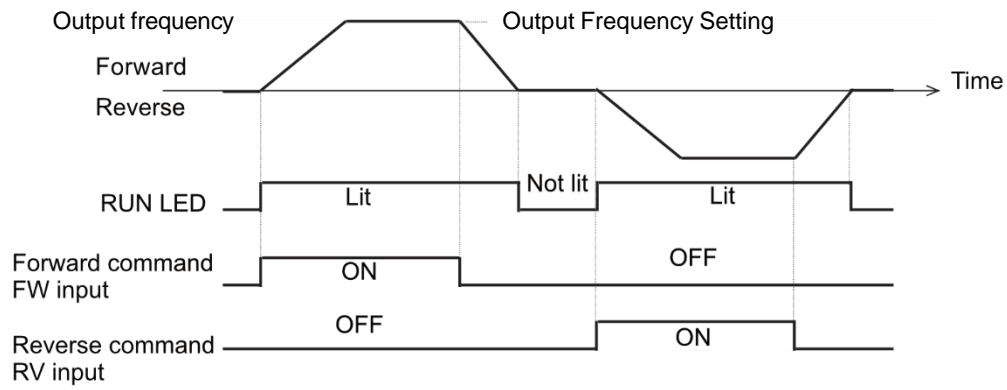 Output frequency
Output Frequency Setting
Forward
Time
Reverse
RUN LED
Lit
Not lit
Lit
Forward command
FW input
ON
OFF
OFF
Reverse command
RV input
ON